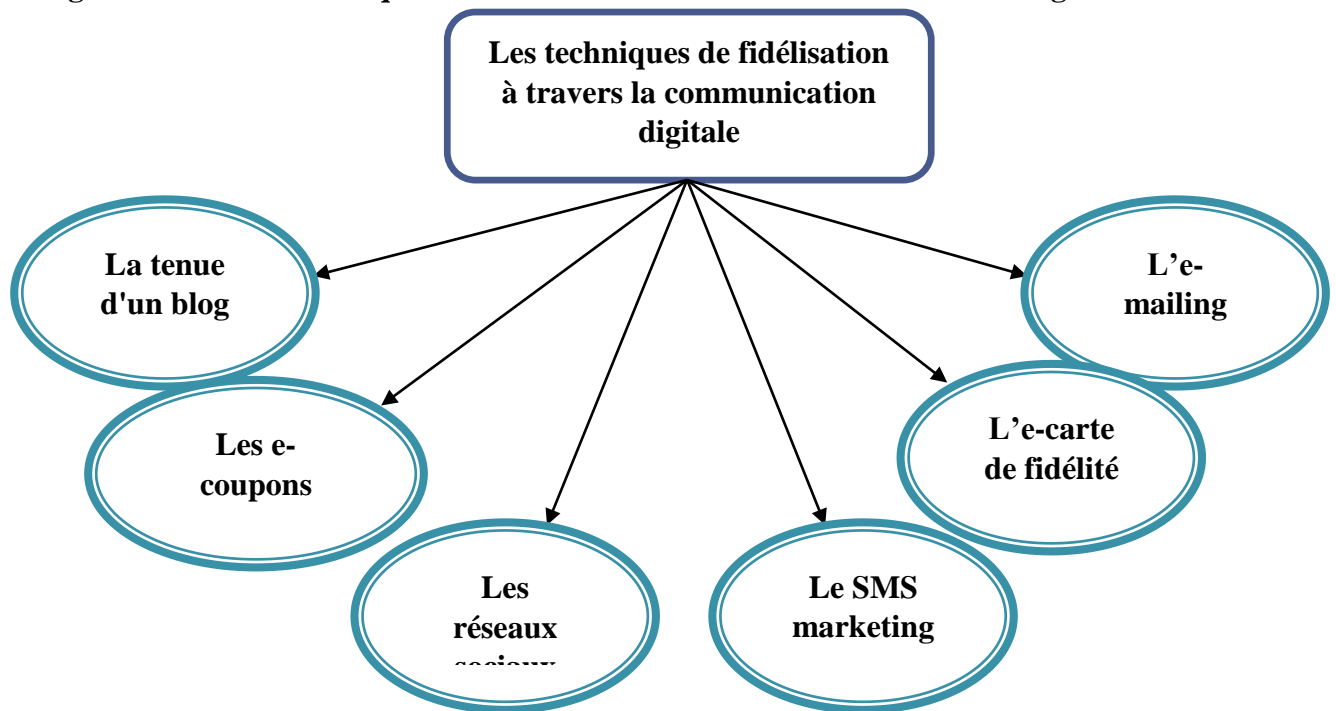 Les techniques de fidélisation
à travers la communication
digitale
La tenue
d'un blog
L'e-
mailing
Les e-
coupons
L'e-carte
de fidélité
Les
réseaux
sociaux
Le SMS
marketing